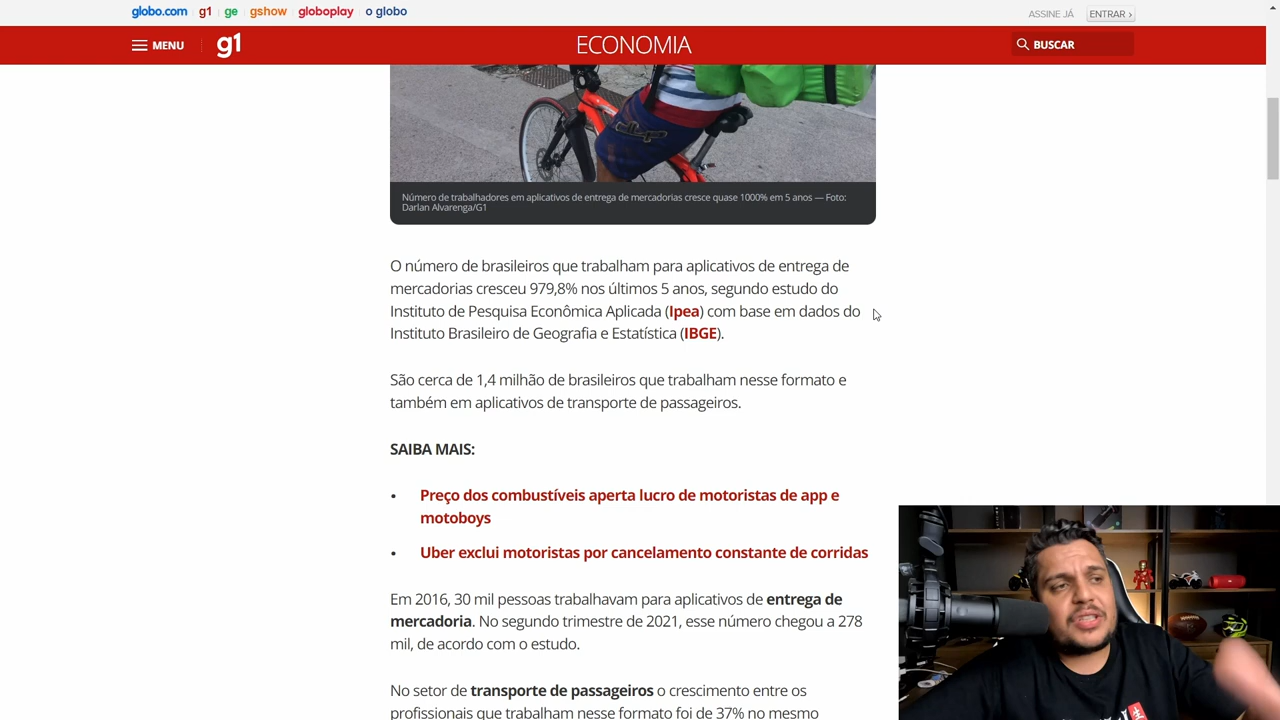 globo.com g1 ge gshow globoplay o globo
ASSINE JÁ ENTRAR ›
MENU g1 ECONOMIA BUSCAR
Número de trabalhadores em aplicativos de entrega de mercadorias cresce quase 1000% em 5 anos — Foto:
Darlan Alvarenga/G1
O número de brasileiros que trabalham para aplicativos de entrega de
mercadorias cresceu 979,8% nos últimos 5 anos, segundo estudo do
Instituto de Pesquisa Econômica Aplicada (Ipea) com base em dados do
Instituto Brasileiro de Geografia e Estatística (IBGE).
São cerca de 1,4 milhão de brasileiros que trabalham nesse formato e
também em aplicativos de transporte de passageiros.
SAIBA MAIS:
• Preço dos combustíveis aperta lucro de motoristas de app e
motoboys
• Uber exclui motoristas por cancelamento constante de corridas
Em 2016, 30 mil pessoas trabalhavam para aplicativos de entrega de
mercadoria. No segundo trimestre de 2021, esse número chegou a 278
mil, de acordo com o estudo.
No setor de transporte de passageiros o crescimento entre os
profissionais que trabalham nesse formato foi de 37% no mesmo